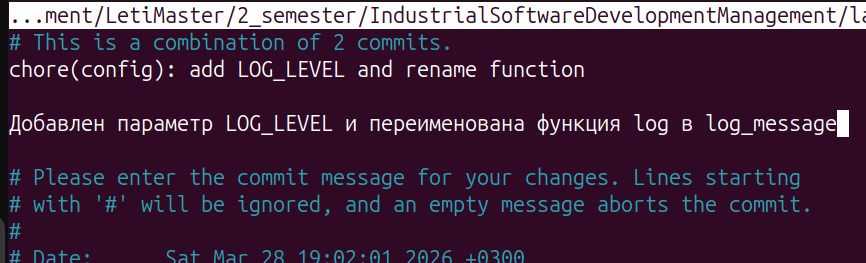 ...ment/LetiMaster/2_semester/IndustrialSoftwareDevelopmentManagement/la
# This is a combination of 2 commits.
chore(config): add LOG_LEVEL and rename function
Добавлен параметр LOG_LEVEL и переименована функция log в log_message
# Please enter the commit message for your changes. Lines starting
# with '#' will be ignored, and an empty message aborts the commit.
#
# Date: Sat Mar 28 19:02:01 2026 +0300